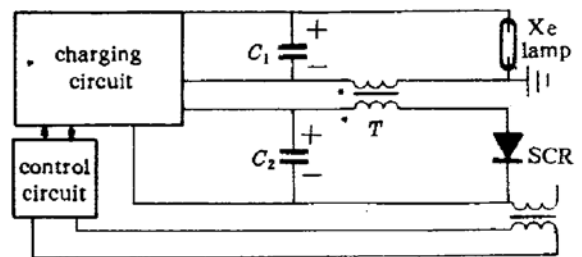 charging
circuit
control
circuit
C₁
+
−
C₂
+
−
T
Xe
lamp
SCR